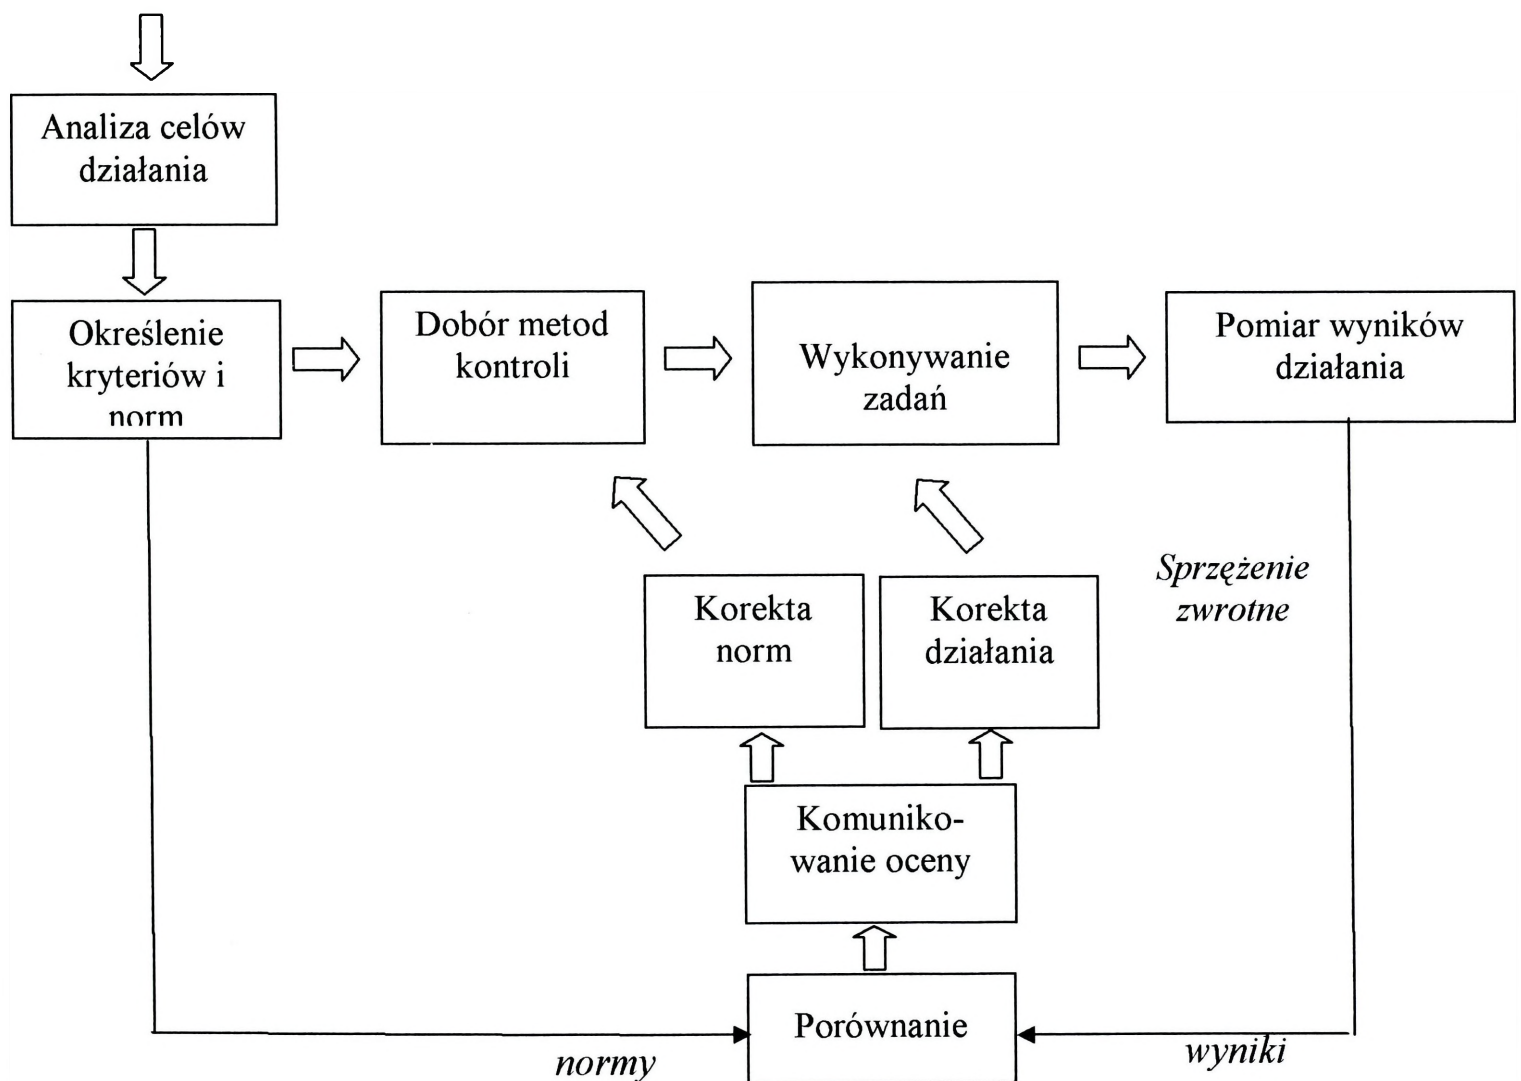 Analiza celów
działania
Określenie
kryteriów i
norm
Dobór metod
kontroli
Wykonywanie
zadań
Pomiar wyników
działania
Sprzężenie
zwrotne
Korekta
norm
Korekta
działania
Komuniko-
wanie oceny
Porównanie
normy
wyniki